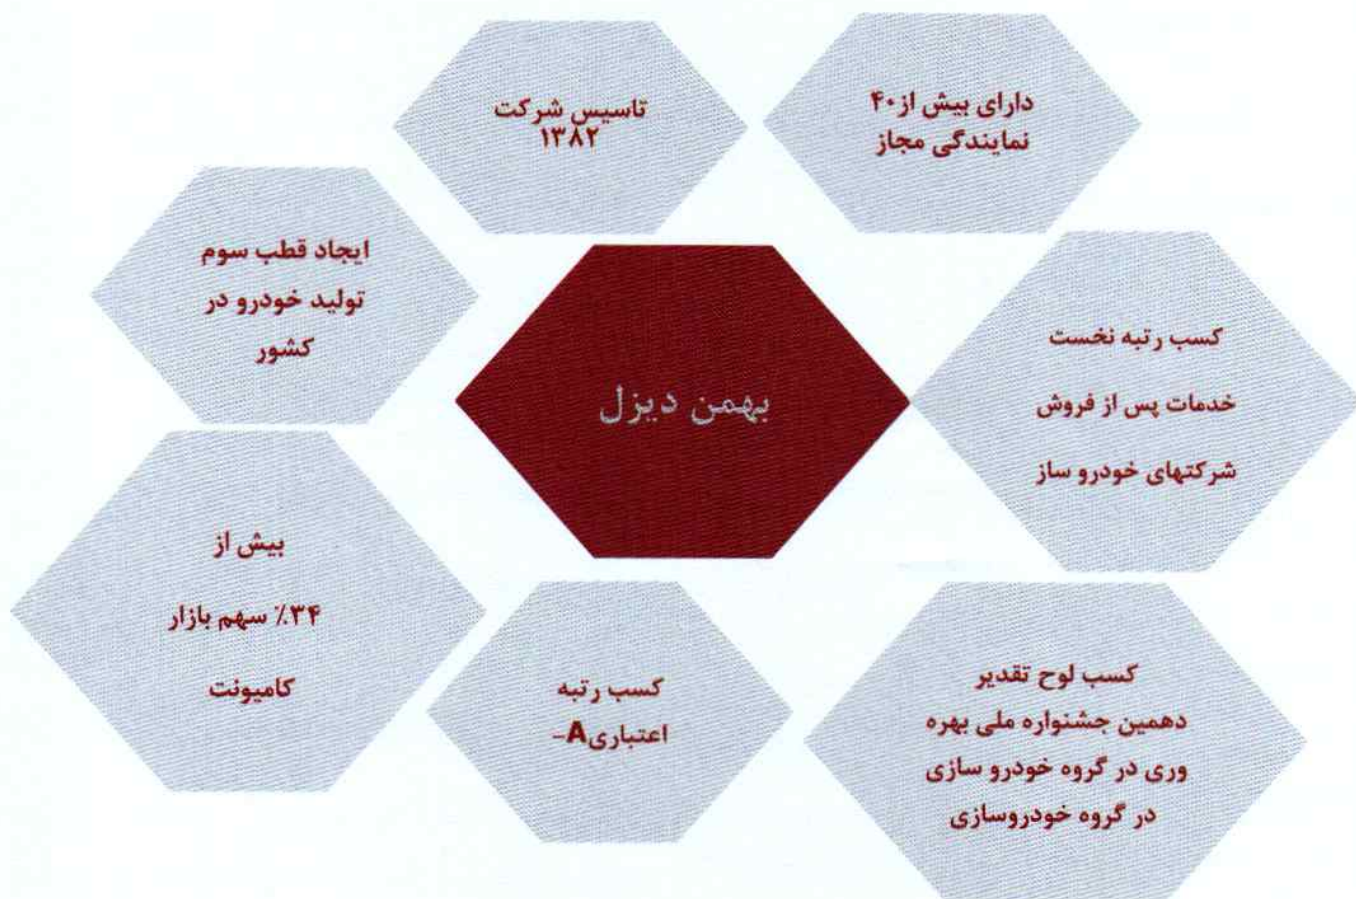 دارای بیش از۴۰
نمایندگی مجاز
تاسیس شرکت
۱۳۸۲
ایجاد قطب سوم
تولید خودرو در
کشور
کسب رتبه نخست
خدمات پس از فروش
شرکتهای خودرو ساز
بهمن دیزل
بیش از
۳۴٪ سهم بازار
کامیونت
کسب رتبه
اعتباریA-
کسب لوح تقدیر
دهمین جشنواره ملی بهره
وری در گروه خودرو سازی
در گروه خودروسازی